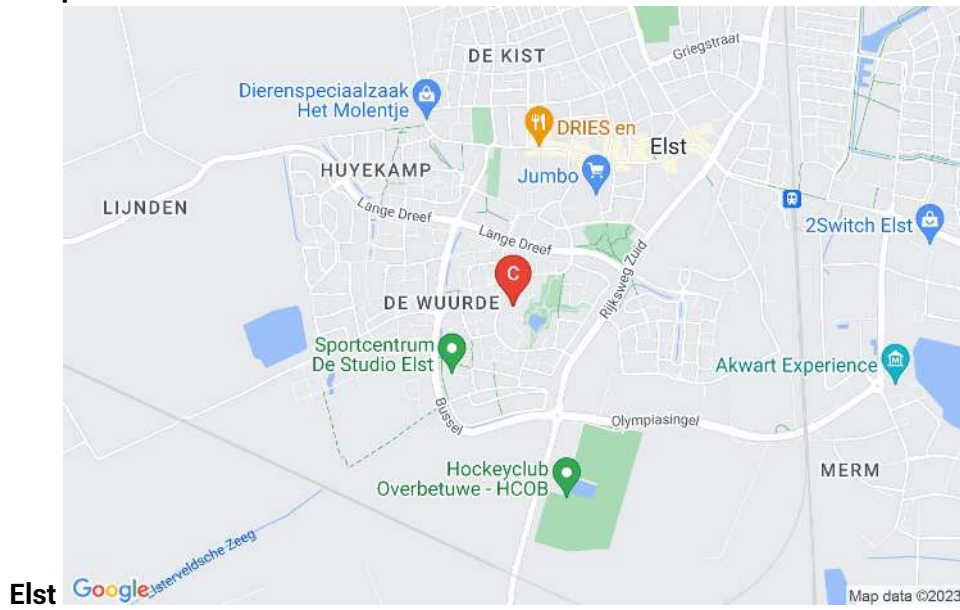 DE KIST
Griegstraat
Dierenspeciaalzaak
Het Molentje
DRIES en
Elst
HUYEKAMP
Jumbo
LIJNDEN
Lange Dreef
2Switch Elst
Lange Dreef
Rijksweg Zuid
C
DE WUURDE
Sportcentrum
De Studio Elst
Akwart Experience
M
Bussel
Olympiasingel
Hockeyclub
Overbetuwe - HCOB
MERM
Elst
Google
Isterveldsche Zeeg
Map data ©2023